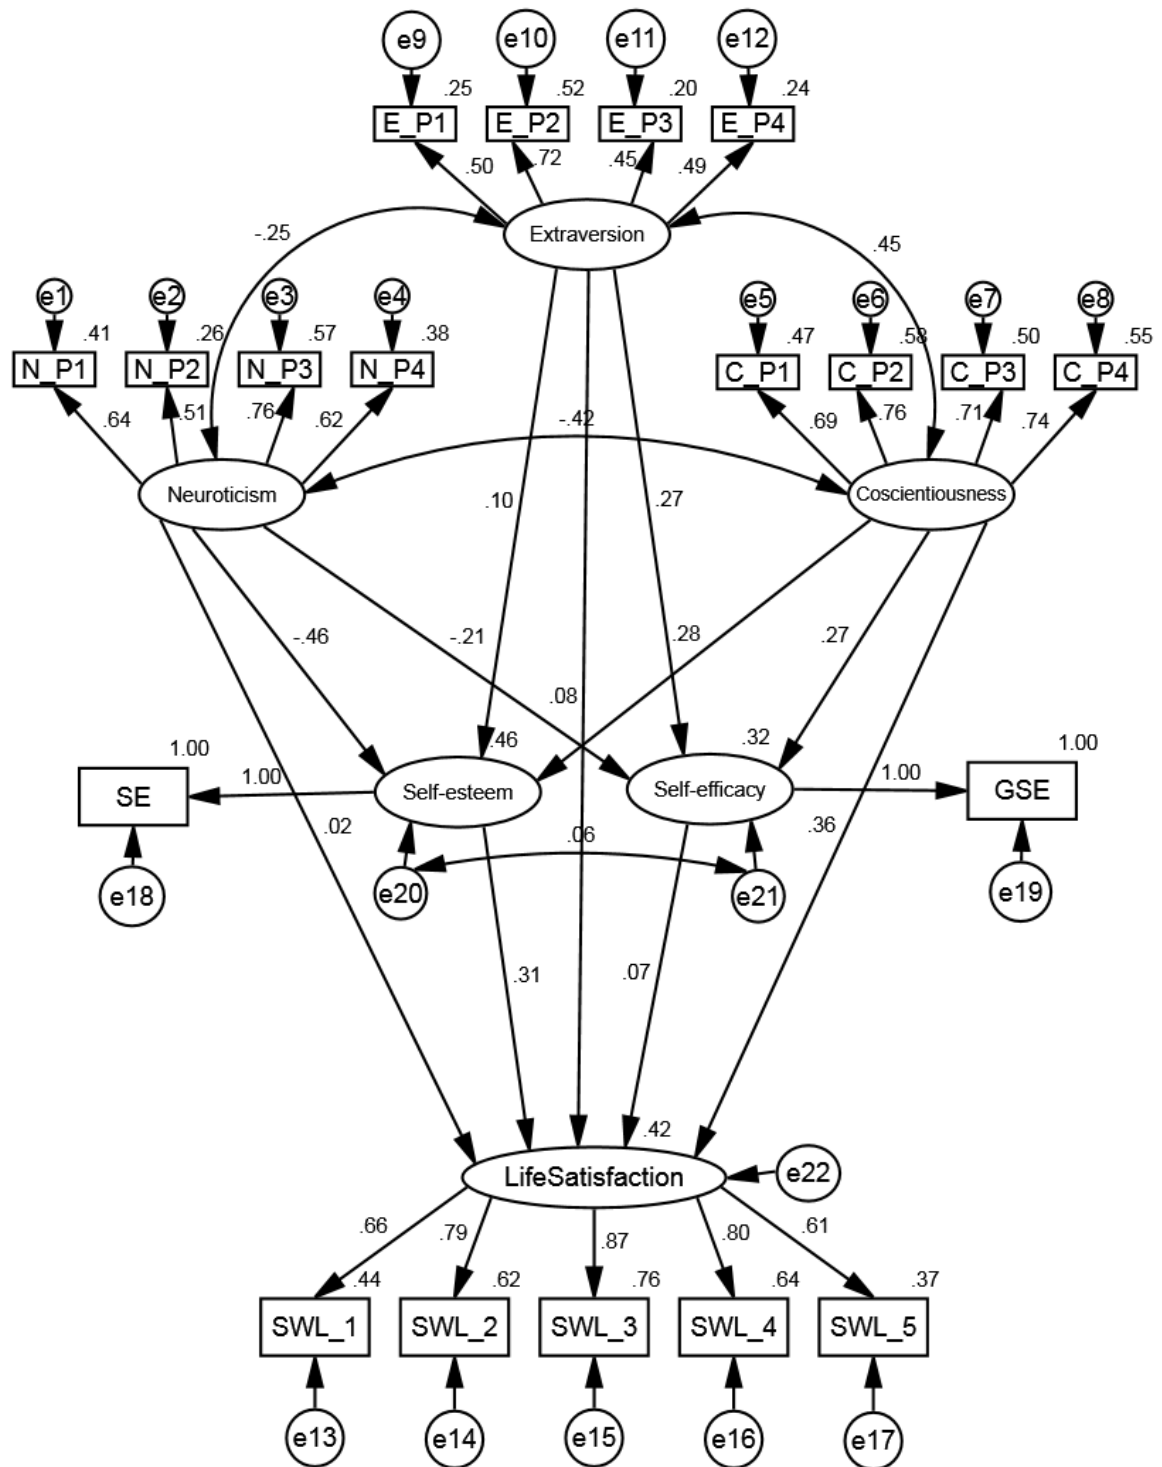 e9 e10 e11 e12
.25 .52 .20 .24
E_P1 E_P2 E_P3 E_P4
.50 .72 .45 .49
Extraversion
-.25 .45
e1 e2 e3 e4 e5 e6 e7 e8
.41 .26 .57 .38 .47 .58 .50 .55
N_P1 N_P2 N_P3 N_P4 C_P1 C_P2 C_P3 C_P4
.64 .51 .76 .62 -.42 .69 .76 .71 .74
Neuroticism Coscientiousness
.10 .27
-.46 -.21 .28 .27
.08
1.00 .46 .32 1.00
SE 1.00 Self-esteem Self-efficacy 1.00 GSE
.02 .06 .36
e18 e20 e21 e19
.31 .07
.42
LifeSatisfaction e22
.66 .79 .87 .80 .61
.44 .62 .76 .64 .37
SWL_1 SWL_2 SWL_3 SWL_4 SWL_5
e13 e14 e15 e16 e17